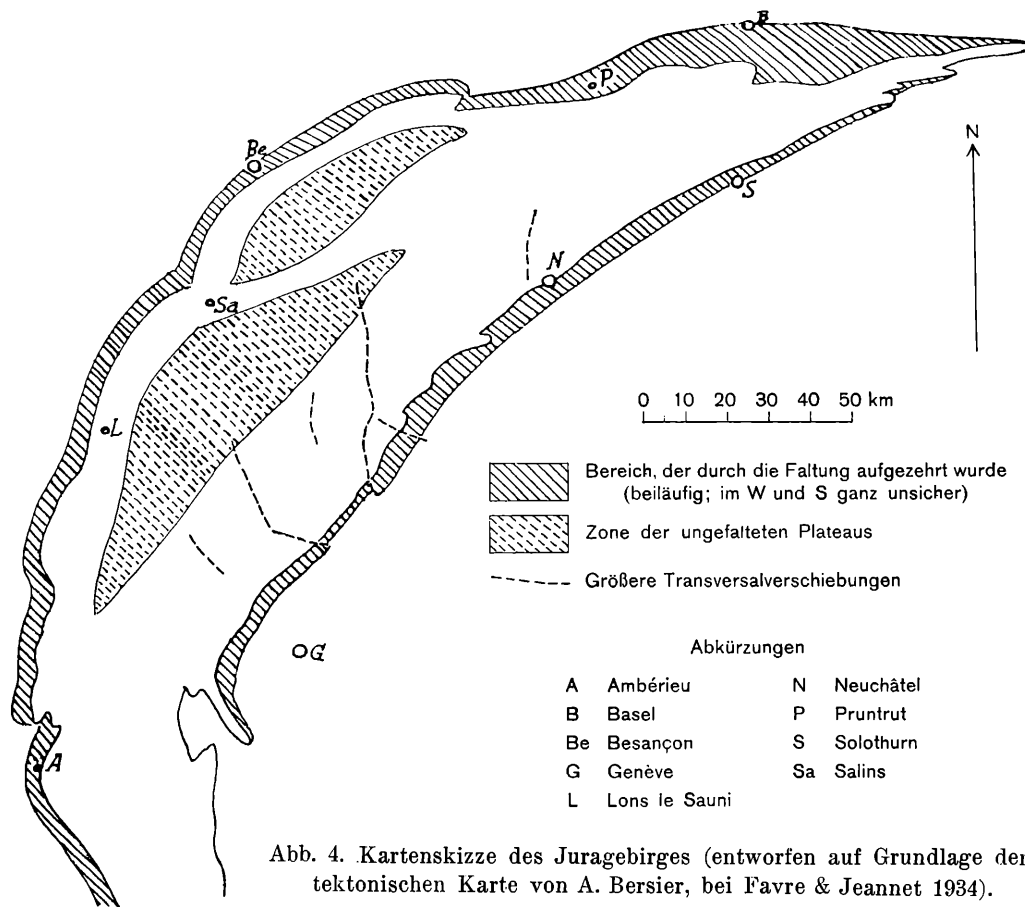 B
P
Be
N
S
N
Sa
L
G
A
0 10 20 30 40 50 km
Bereich, der durch die Faltung aufgezehrt wurde
(beiläufig; im W und S ganz unsicher)
Zone der ungefalteten Plateaus
Größere Transversalverschiebungen
Abkürzungen
A Ambérieu
B Basel
Be Besançon
G Genève
L Lons le Sauni
N Neuchâtel
P Pruntrut
S Solothurn
Sa Salins
Abb. 4. Kartenskizze des Juragebirges (entworfen auf Grundlage der
tektonischen Karte von A. Bersier, bei Favre & Jeannet 1934).